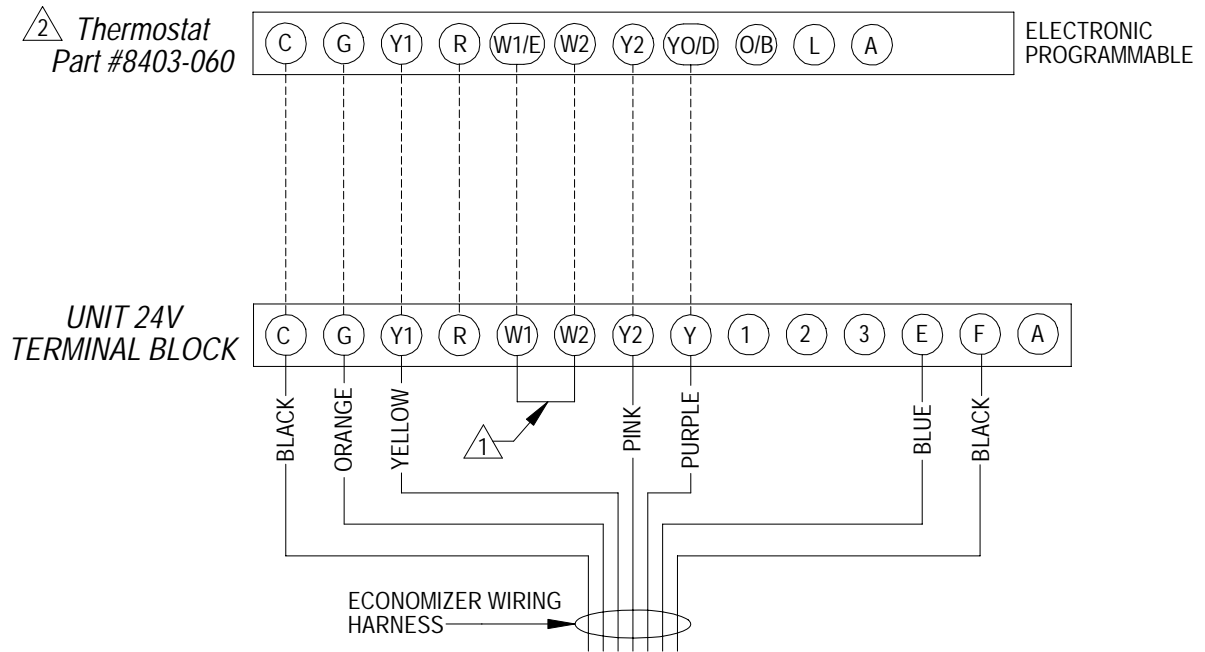 2 Thermostat
Part #8403-060
C G Y1 R W1/E W2 Y2 YO/D O/B L A
ELECTRONIC
PROGRAMMABLE
UNIT 24V
TERMINAL BLOCK
C G Y1 R W1 W2 Y2 Y 1 2 3 E F A
BLACK
ORANGE
YELLOW
1
PINK
PURPLE
BLUE
BLACK
ECONOMIZER WIRING
HARNESS